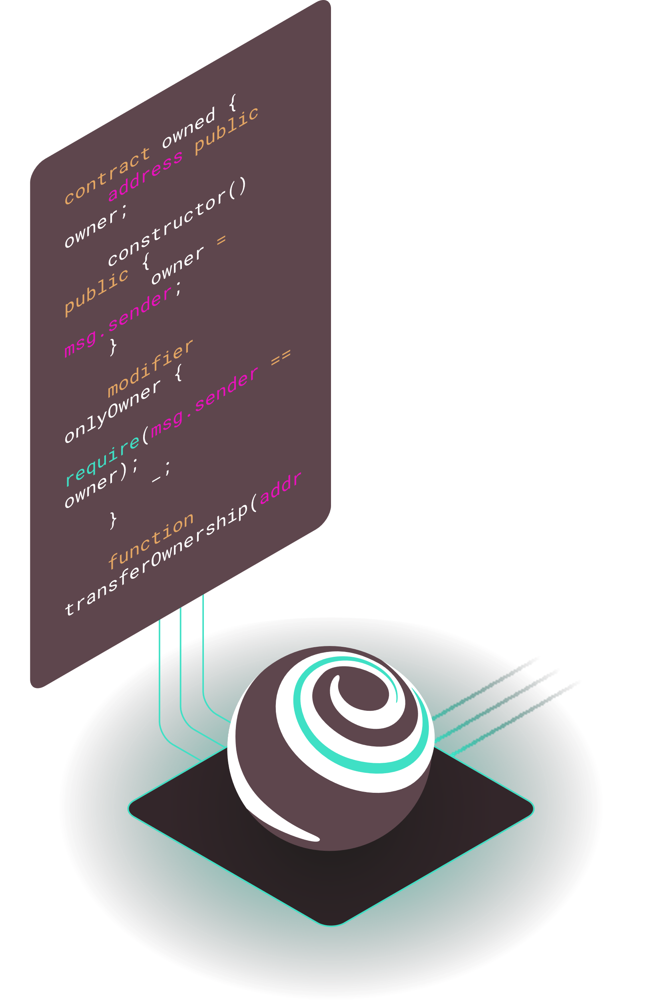 contract owned {
address public
owner;
constructor()
public {
owner =
msg.sender;
}
modifier
onlyOwner {
require(msg.sender ==
owner);
_;
}
function
transferOwnership(addr